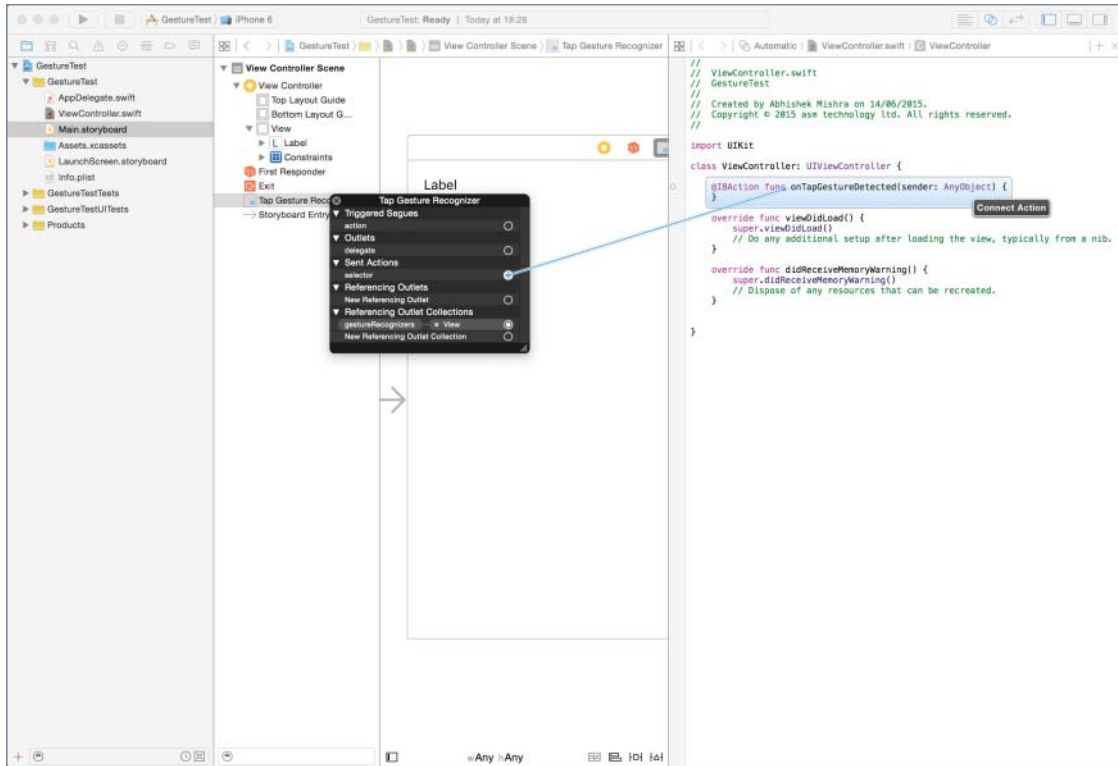 GestureTest iPhone 6
GestureTest: Ready | Today at 18:26
GestureTest View Controller Scene Tap Gesture Recognizer
Automatic ViewController.swift ViewController
GestureTest
GestureTest
AppDelegate.swift
ViewController.swift
Main.storyboard
Assets.xcassets
LaunchScreen.storyboard
Info.plist
GestureTestTests
GestureTestUITests
Products
View Controller Scene
View Controller
Top Layout Guide
Bottom Layout G...
View
L Label
Constraints
First Responder
Exit
Tap Gesture Reco
Storyboard Entry
Label
Tap Gesture Recognizer
Triggered Segues
action
Outlets
delegate
Sent Actions
selector
Referencing Outlets
New Referencing Outlet
Referencing Outlet Collections
gestureRecognizers View
New Referencing Outlet Collection
//
// ViewController.swift
// GestureTest
//
// Created by Abhishek Mishra on 14/06/2015.
// Copyright © 2015 asm technology ltd. All rights reserved.
//
import UIKit
class ViewController: UIViewController {
@IBAction func onTapGestureDetected(sender: AnyObject) {
}
Connect Action
override func viewDidLoad() {
super.viewDidLoad()
// Do any additional setup after loading the view, typically from a nib.
}
override func didReceiveMemoryWarning() {
super.didReceiveMemoryWarning()
// Dispose of any resources that can be recreated.
}
}
wAny hAny